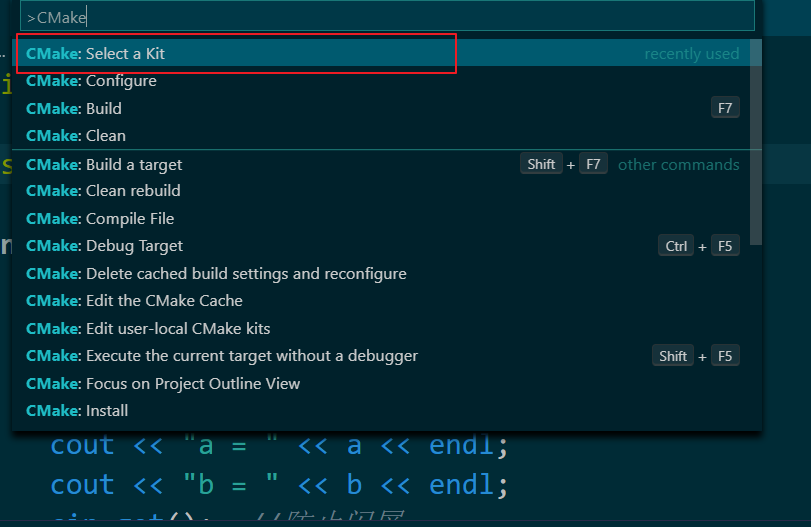 >CMake
CMake: Select a Kit recently used
CMake: Configure
CMake: Build F7
CMake: Clean
CMake: Build a target Shift + F7 other commands
CMake: Clean rebuild
CMake: Compile File
CMake: Debug Target Ctrl + F5
CMake: Delete cached build settings and reconfigure
CMake: Edit the CMake Cache
CMake: Edit user-local CMake kits
CMake: Execute the current target without a debugger Shift + F5
CMake: Focus on Project Outline View
CMake: Install
cout << "a = " << a << endl;
cout << "b = " << b << endl;